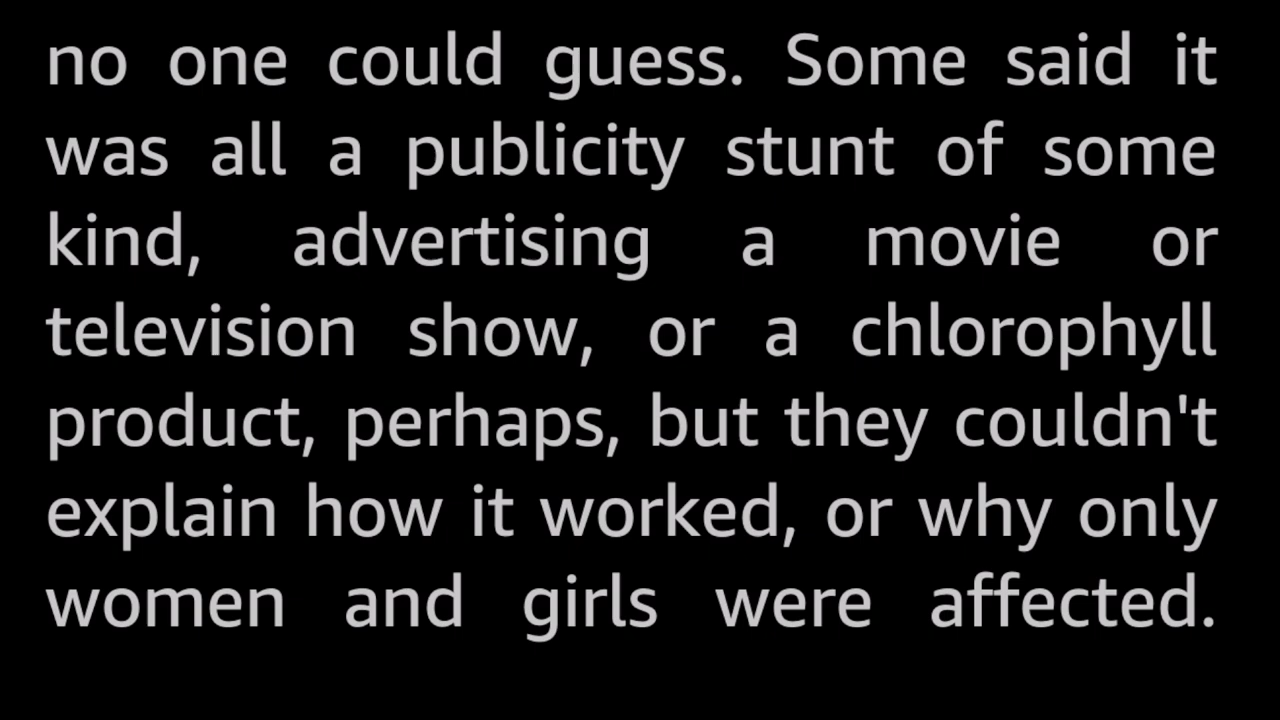 no one could guess. Some said it
was all a publicity stunt of some
kind, advertising a movie or
television show, or a chlorophyll
product, perhaps, but they couldn't
explain how it worked, or why only
women and girls were affected.